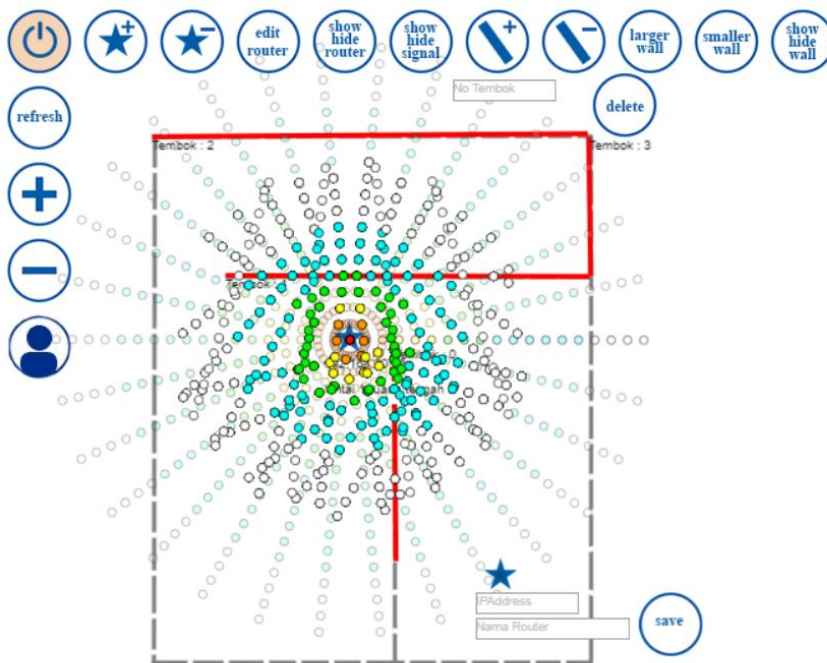 edit
router
show
hide
router
show
hide
signal
larger
wall
smaller
wall
show
hide
wall
No Tembok
delete
refresh
Tembok : 2
Tembok : 3
IPAddress
Nama Router
save